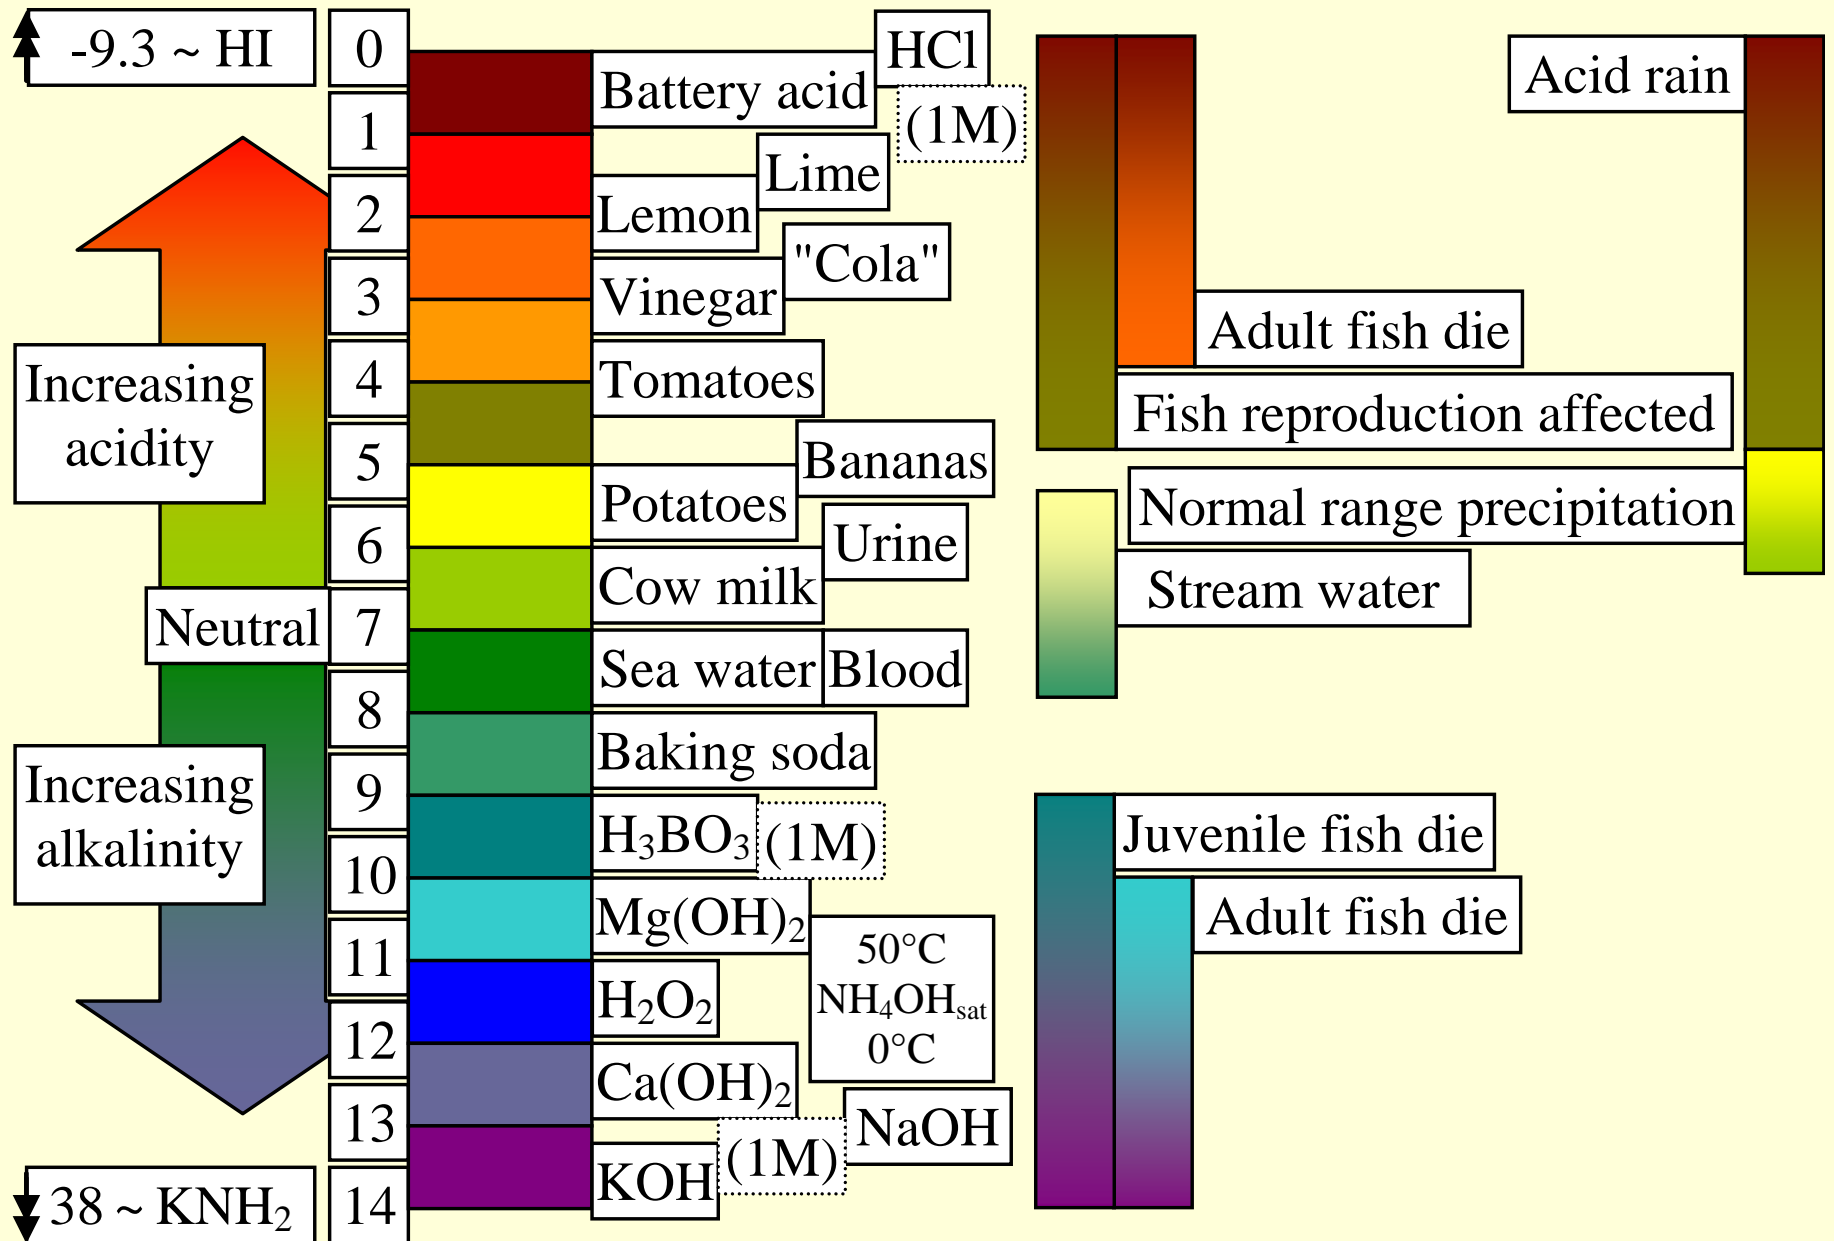 -9.3 ~ HI
0
1
2
3
4
5
6
7
8
9
10
11
12
13
14
Increasing
acidity
Neutral
Increasing
alkalinity
38 ~ KNH₂
Battery acid
HCl
(1M)
Lime
Lemon
"Cola"
Vinegar
Tomatoes
Bananas
Potatoes
Urine
Cow milk
Sea water
Blood
Baking soda
H₃BO₃
(1M)
Mg(OH)₂
50°C
NH₄OHsat
0°C
H₂O₂
Ca(OH)₂
NaOH
(1M)
KOH
Acid rain
Adult fish die
Fish reproduction affected
Normal range precipitation
Stream water
Juvenile fish die
Adult fish die